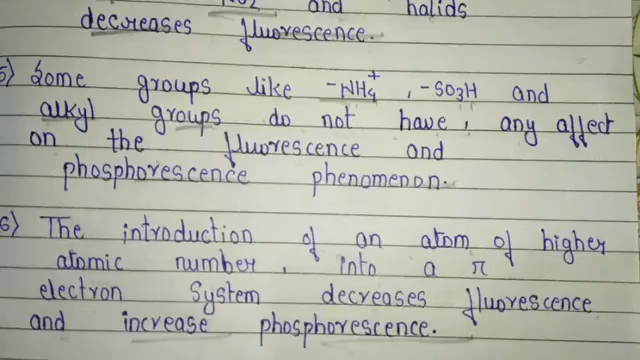 NO2 and halids
decreases fluorescence.
5) Some groups like -NH4+, -SO3H and
alkyl groups do not have, any affect
on the fluorescence and
phosphorescence phenomenon.
6) The introduction of an atom of higher
atomic number, into a π
electron system decreases fluorescence
and increase phosphorescence.